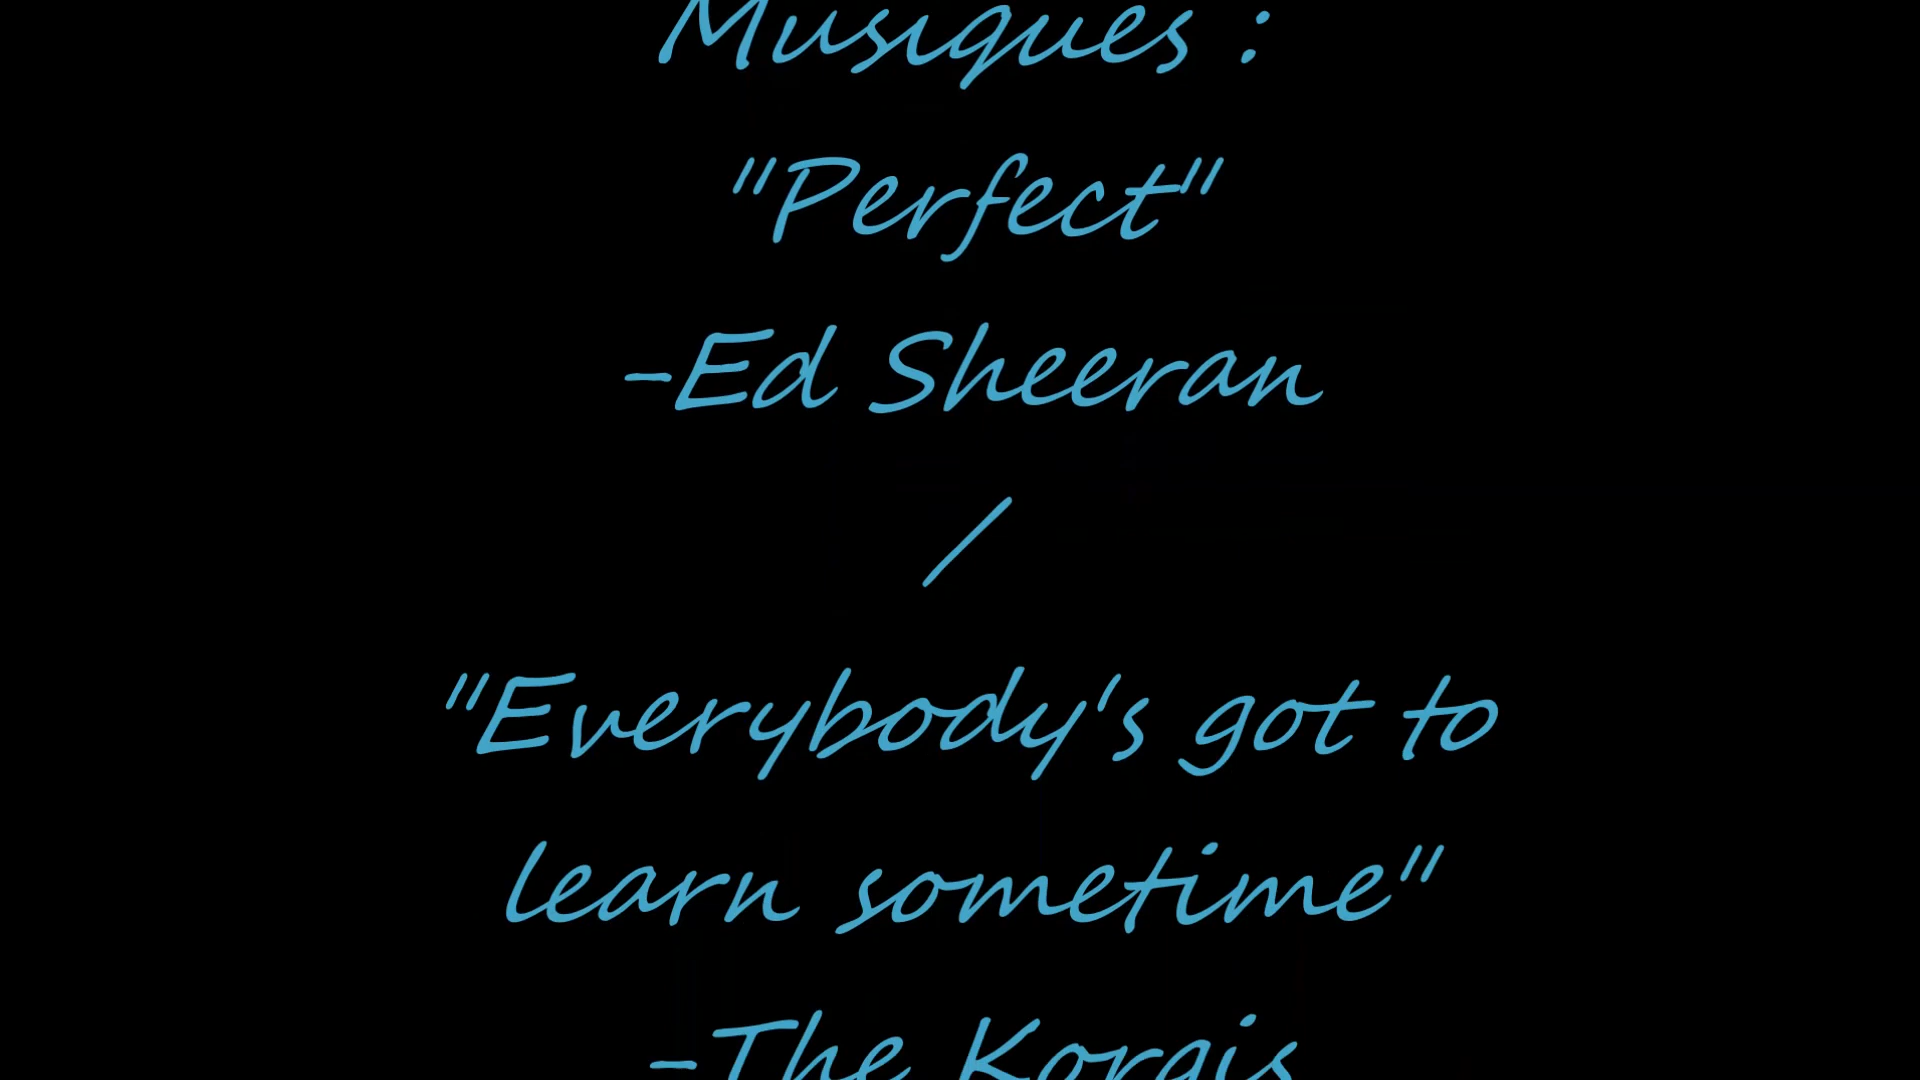 Musiques :
"Perfect"
-Ed Sheeran
/
"Everybody's got to
learn sometime"
-The Korgis